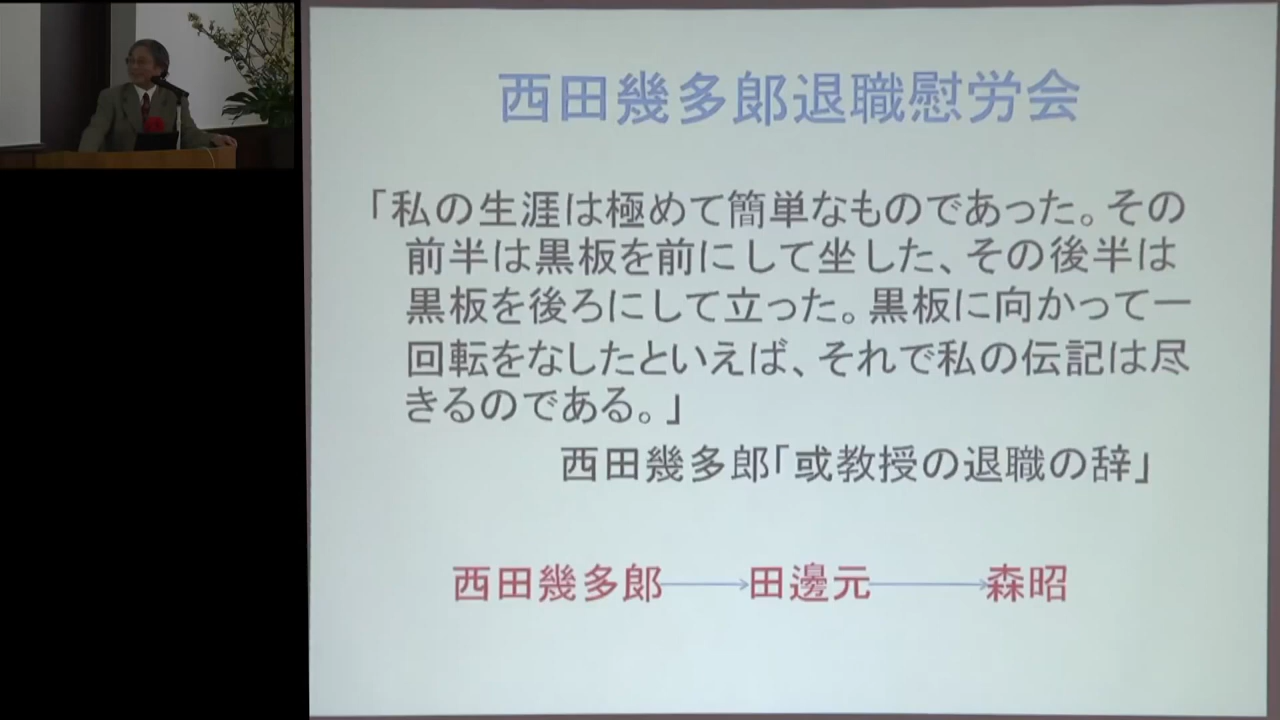 西田幾多郎退職慰労会
「私の生涯は極めて簡単なものであった。その
前半は黒板を前にして坐した、その後半は
黒板を後ろにして立った。黒板に向かって一
回転をなしたといえば、それで私の伝記は尽
きるのである。」
西田幾多郎「或教授の退職の辞」
西田幾多郎→田邊元→森昭